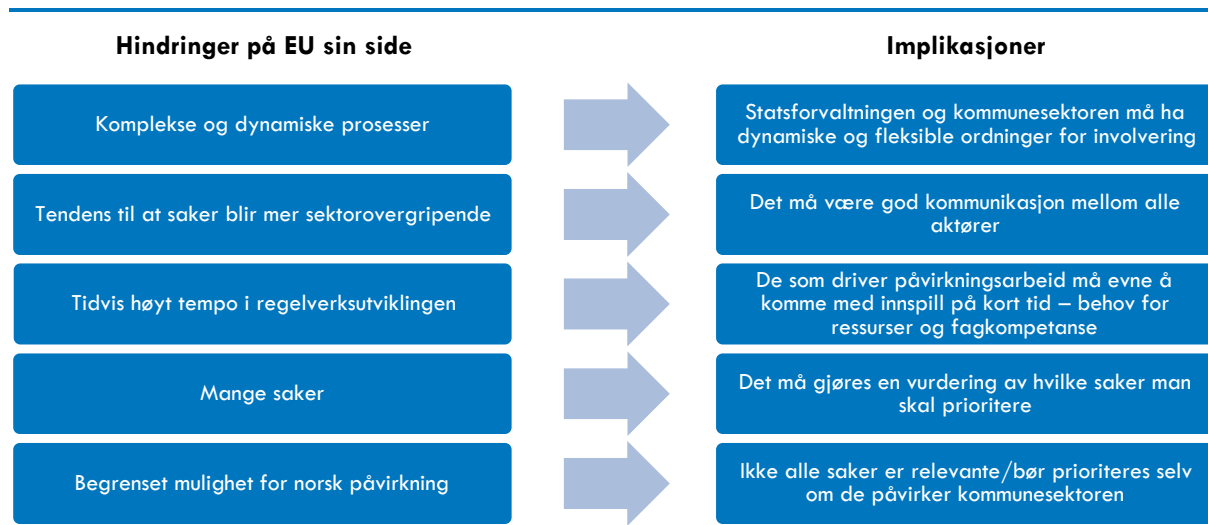 Hindringer på EU sin side
Implikasjoner
Komplekse og dynamiske prosesser
Statsforvaltningen og kommunesektoren må ha
dynamiske og fleksible ordninger for involvering
Tendens til at saker blir mer sektorovergripende
Det må være god kommunikasjon mellom alle
aktører
Tidvis høyt tempo i regelverksutviklingen
De som driver påvirkningsarbeid må evne å
komme med innspill på kort tid – behov for
ressurser og fagkompetanse
Mange saker
Det må gjøres en vurdering av hvilke saker man
skal prioritere
Begrenset mulighet for norsk påvirkning
Ikke alle saker er relevante/bør prioriteres selv
om de påvirker kommunesektoren